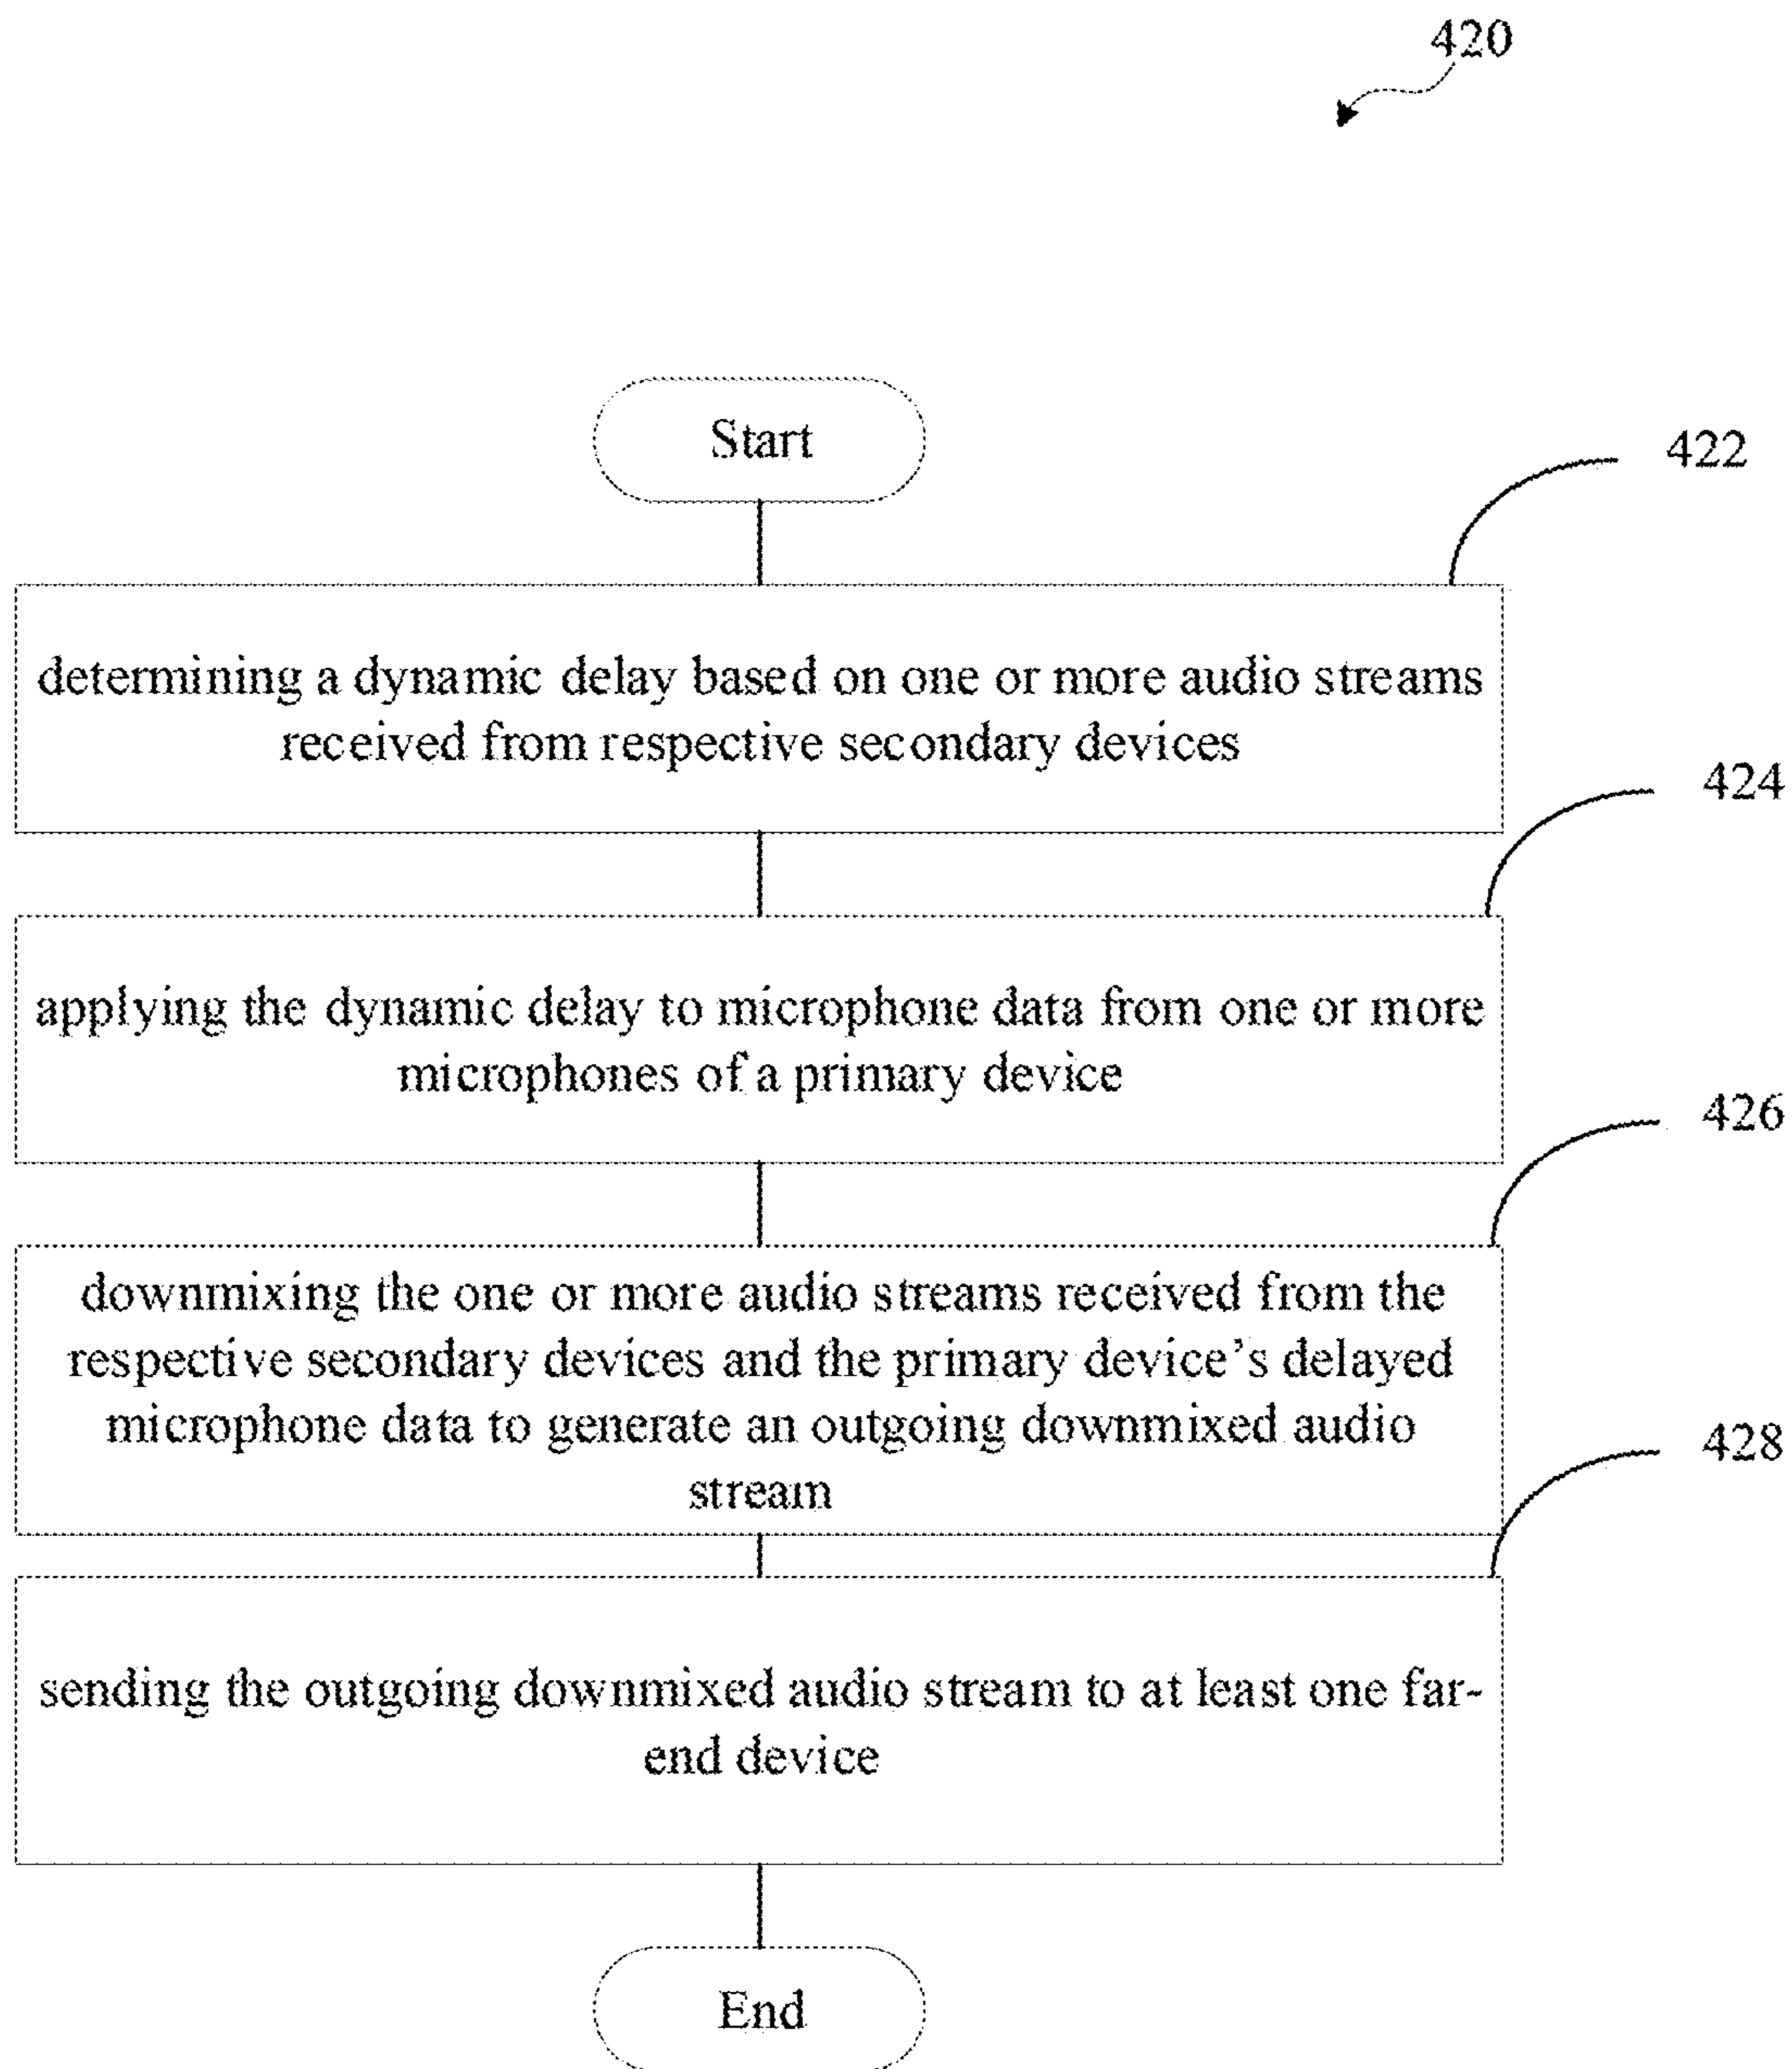 420
Start
422
determining a dynamic delay based on one or more audio streams
received from respective secondary devices
424
applying the dynamic delay to microphone data from one or more
microphones of a primary device
426
downmixing the one or more audio streams received from the
respective secondary devices and the primary device's delayed
microphone data to generate an outgoing downmixed audio
stream
428
sending the outgoing downmixed audio stream to at least one far-
end device
End